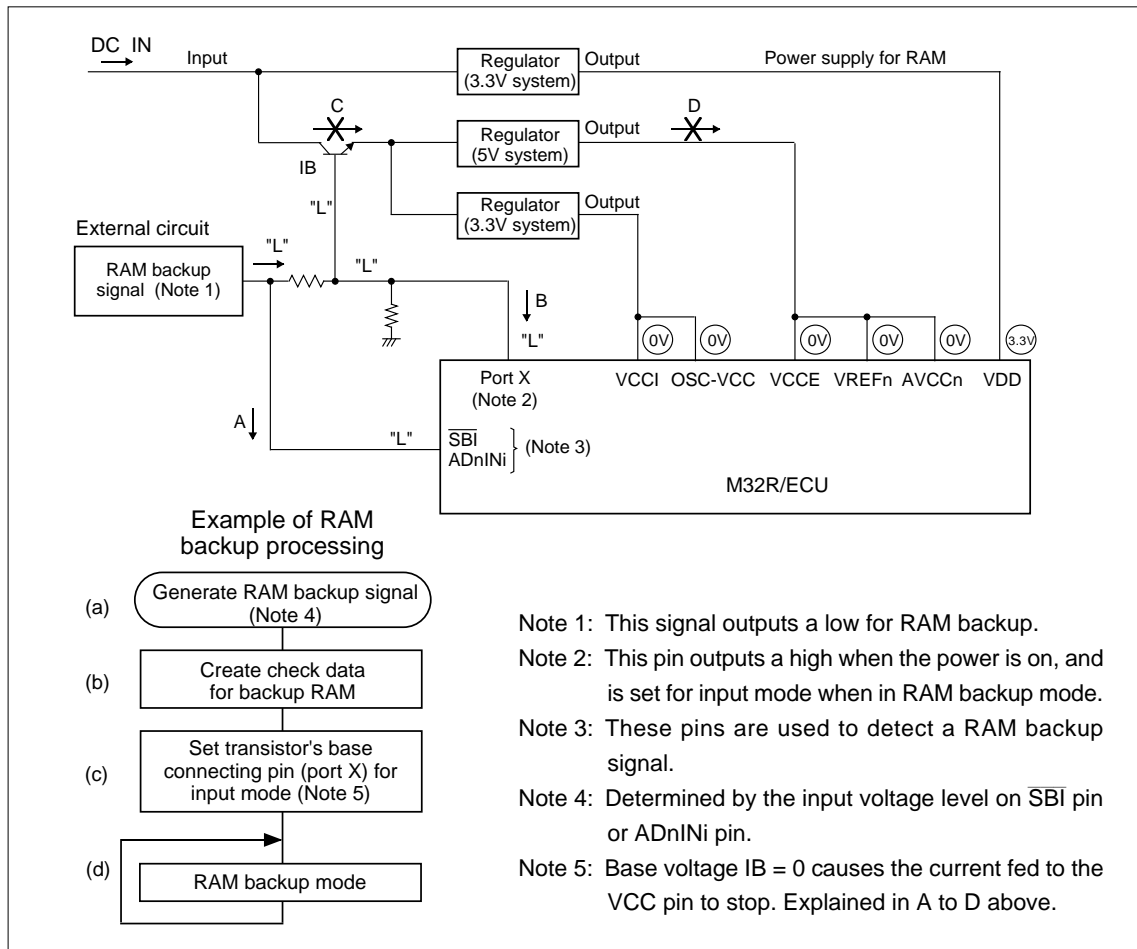 DC IN
Input
Regulator
(3.3V system)
Output
Power supply for RAM
C
D
IB
Regulator
(5V system)
Output
"L"
Regulator
(3.3V system)
Output
External circuit
RAM backup
signal (Note 1)
"L"
"L"
B
"L"
0V
0V
0V
0V
0V
3.3V
Port X
(Note 2)
VCCI
OSC-VCC
VCCE
VREFn
AVCCn
VDD
A
"L"
SBI
ADnINi
(Note 3)
M32R/ECU
Example of RAM
backup processing
(a)
Generate RAM backup signal
(Note 4)
(b)
Create check data
for backup RAM
(c)
Set transistor's base
connecting pin (port X) for
input mode (Note 5)
(d)
RAM backup mode
Note 1: This signal outputs a low for RAM backup.
Note 2: This pin outputs a high when the power is on, and
is set for input mode when in RAM backup mode.
Note 3: These pins are used to detect a RAM backup
signal.
Note 4: Determined by the input voltage level on SBI pin
or ADnINi pin.
Note 5: Base voltage IB = 0 causes the current fed to the
VCC pin to stop. Explained in A to D above.